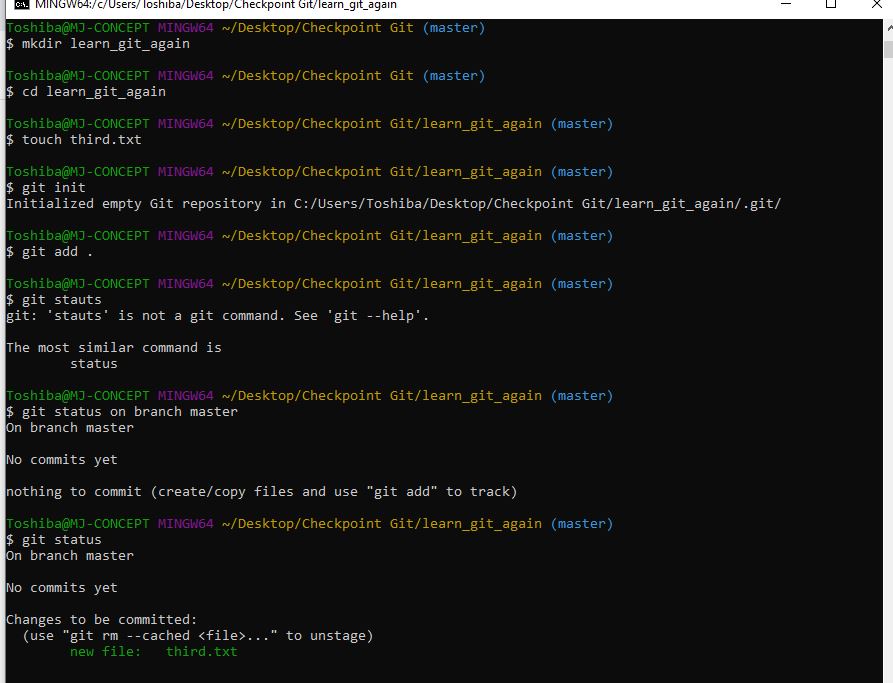 MINGW64:/c/Users/Toshiba/Desktop/Checkpoint Git/learn_git_again
Toshiba@MJ-CONCEPT MINGW64 ~/Desktop/Checkpoint Git (master)
$ mkdir learn_git_again
Toshiba@MJ-CONCEPT MINGW64 ~/Desktop/Checkpoint Git (master)
$ cd learn_git_again
Toshiba@MJ-CONCEPT MINGW64 ~/Desktop/Checkpoint Git/learn_git_again (master)
$ touch third.txt
Toshiba@MJ-CONCEPT MINGW64 ~/Desktop/Checkpoint Git/learn_git_again (master)
$ git init
Initialized empty Git repository in C:/Users/Toshiba/Desktop/Checkpoint Git/learn_git_again/.git/
Toshiba@MJ-CONCEPT MINGW64 ~/Desktop/Checkpoint Git/learn_git_again (master)
$ git add .
Toshiba@MJ-CONCEPT MINGW64 ~/Desktop/Checkpoint Git/learn_git_again (master)
$ git stauts
git: 'stauts' is not a git command. See 'git --help'.
The most similar command is
status
Toshiba@MJ-CONCEPT MINGW64 ~/Desktop/Checkpoint Git/learn_git_again (master)
$ git status on branch master
On branch master
No commits yet
nothing to commit (create/copy files and use "git add" to track)
Toshiba@MJ-CONCEPT MINGW64 ~/Desktop/Checkpoint Git/learn_git_again (master)
$ git status
On branch master
No commits yet
Changes to be committed:
(use "git rm --cached <file>..." to unstage)
new file: third.txt